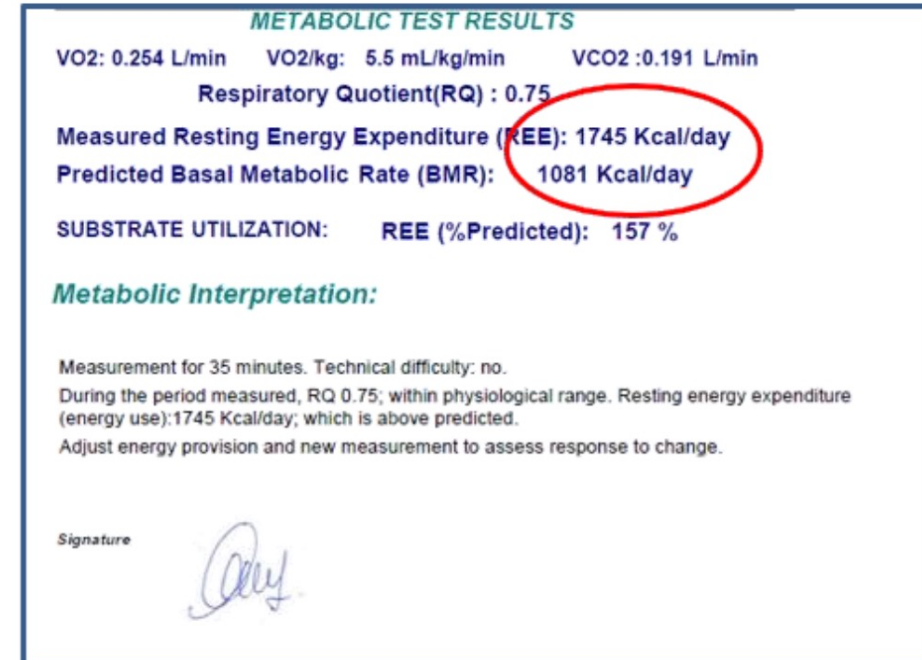 METABOLIC TEST RESULTS
VO2: 0.254 L/min VO2/kg: 5.5 mL/kg/min VCO2 :0.191 L/min
Respiratory Quotient(RQ) : 0.75
Measured Resting Energy Expenditure (REE): 1745 Kcal/day
Predicted Basal Metabolic Rate (BMR): 1081 Kcal/day
SUBSTRATE UTILIZATION: REE (%Predicted): 157 %
Metabolic Interpretation:
Measurement for 35 minutes. Technical difficulty: no.
During the period measured, RQ 0.75; within physiological range. Resting energy expenditure
(energy use):1745 Kcal/day; which is above predicted.
Adjust energy provision and new measurement to assess response to change.
Signature